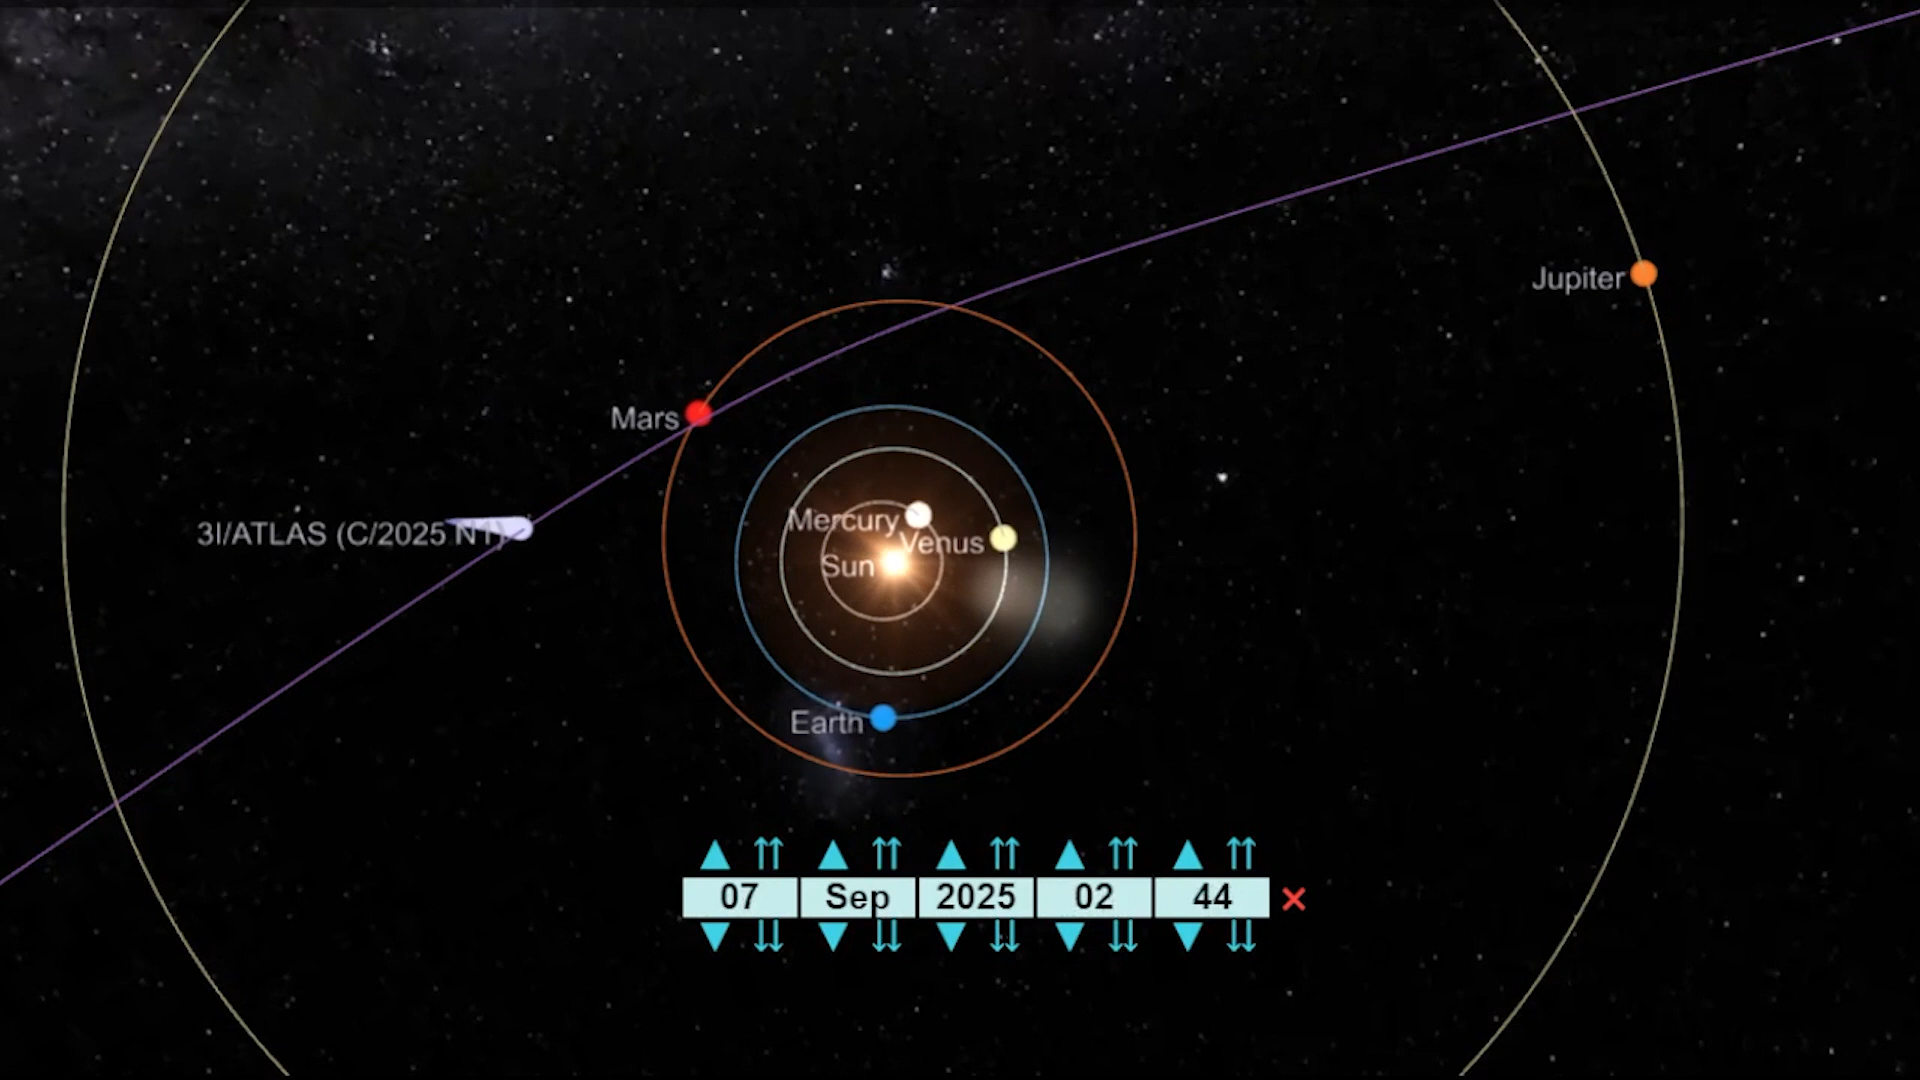 Jupiter
Mars
Mercury
3I/ATLAS (C/2025 N1)
Venus
Sun
Earth
07 Sep 2025 02 44